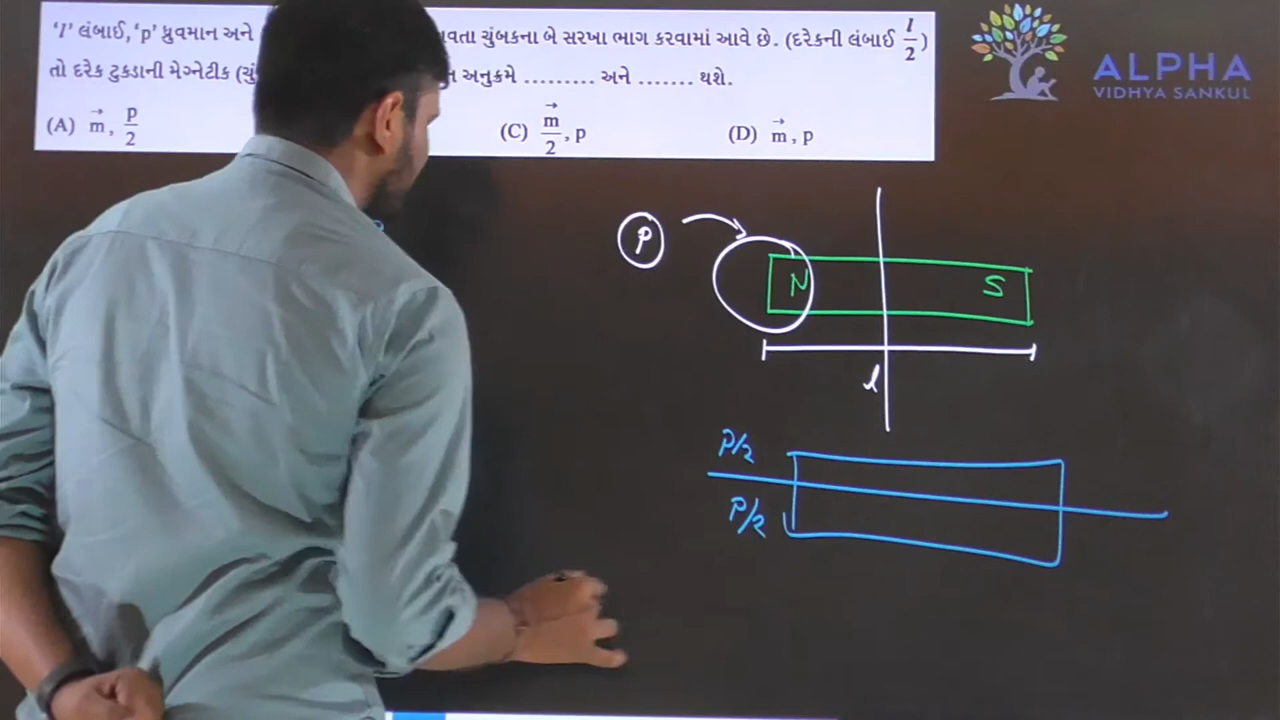 'l' લંબાઈ, 'p' ધ્રુવમાન અને
ચુંબકના બે સરખા ભાગ કરવામાં આવે છે. (દરેકની લંબાઈ l/2)
તો દરેક ટુકડાની મેગ્નેટીક
અનુક્રમે ......... અને ....... થશે.
(A) m⃗, p/2
(C) m⃗/2, p
(D) m⃗, p
ALPHA
VIDHYA SANKUL
P
N S
l
P/2
P/2